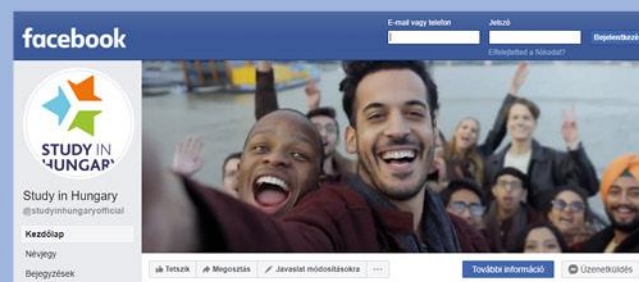 facebook
E-mail vagy telefon
Jelszó
Bejelentkezés
Elfelejtetted a fiókodat?
STUDY IN
HUNGARY
Study in Hungary
@studyinhungaryofficial
Kezdőlap
Névjegy
Bejegyzések
Tetszik
Megosztás
Javaslat módosításokra
További információ
Üzenetküldés